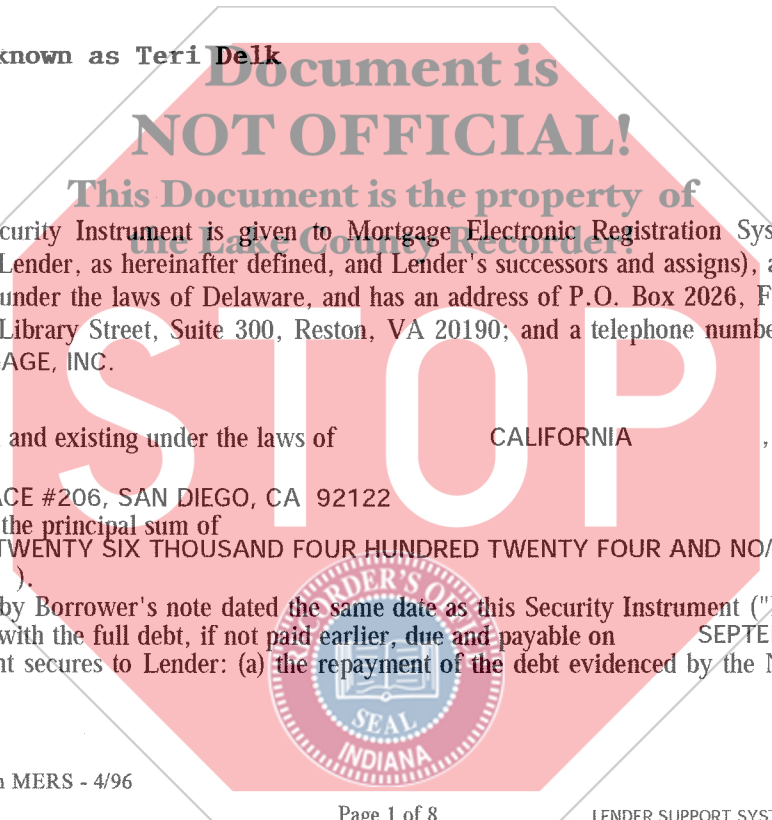 known as Teri Delk
Document is
NOT OFFICIAL!
This Document is the property of
the Lake County Recorder!
curity Instrument is given to Mortgage Electronic Registration Sys
Lender, as hereinafter defined, and Lender's successors and assigns), a
under the laws of Delaware, and has an address of P.O. Box 2026, F
Library Street, Suite 300, Reston, VA 20190; and a telephone numbe
AGE, INC.
STOP
and existing under the laws of CALIFORNIA ,
ACE #206, SAN DIEGO, CA 92122
the principal sum of
TWENTY SIX THOUSAND FOUR HUNDRED TWENTY FOUR AND NO/
).
by Borrower's note dated the same date as this Security Instrument ("
with the full debt, if not paid earlier, due and payable on SEPTE
nt secures to Lender: (a) the repayment of the debt evidenced by the N
RECORDER'S OFFICE
SEAL
INDIANA
n MERS - 4/96
Page 1 of 8
LENDER SUPPORT SYST